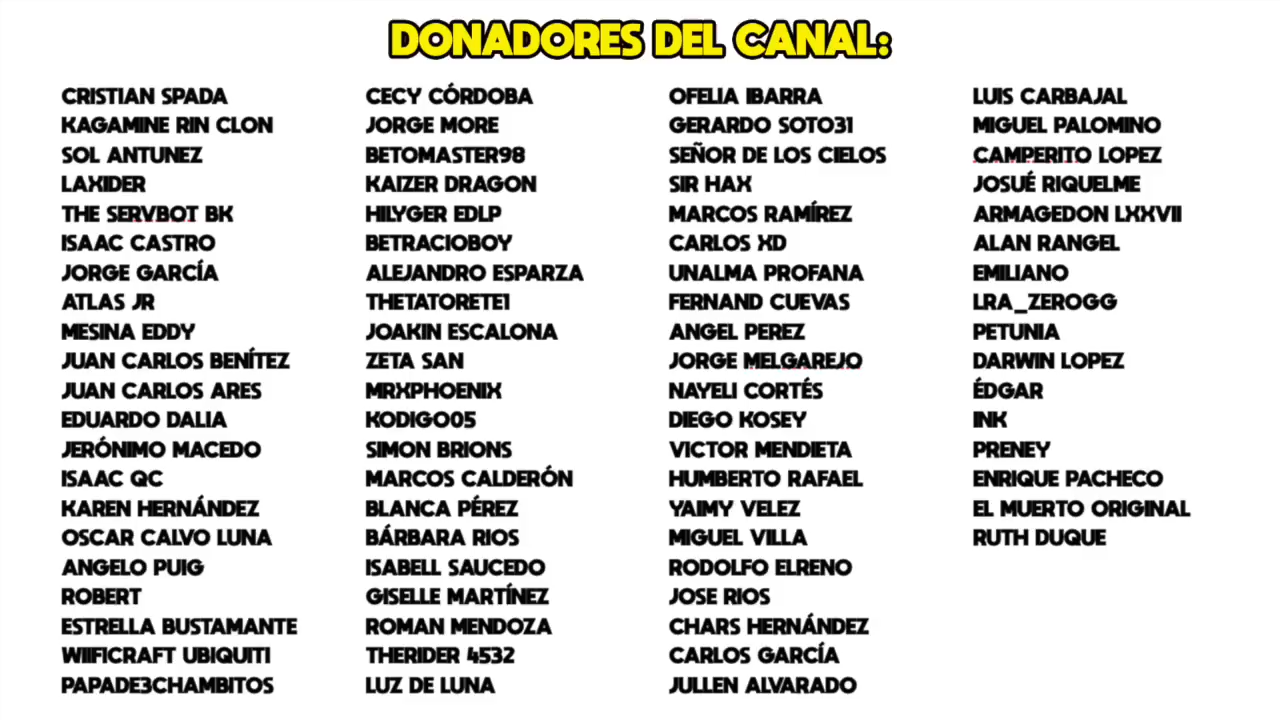 DONADORES DEL CANAL:
CRISTIAN SPADA
KAGAMINE RIN CLON
SOL ANTUNEZ
LAXIDER
THE SERVBOT BK
ISAAC CASTRO
JORGE GARCÍA
ATLAS JR
MESINA EDDY
JUAN CARLOS BENÍTEZ
JUAN CARLOS ARES
EDUARDO DALIA
JERÓNIMO MACEDO
ISAAC QC
KAREN HERNÁNDEZ
OSCAR CALVO LUNA
ANGELO PUIG
ROBERT
ESTRELLA BUSTAMANTE
WIIFICRAFT UBIQUITI
PAPADE3CHAMBITOS
CECY CÓRDOBA
JORGE MORE
BETOMASTER98
KAIZER DRAGON
HILYGER EDLP
BETRACIOBOY
ALEJANDRO ESPARZA
THETATORETE1
JOAKIN ESCALONA
ZETA SAN
MRXPHOENIX
KODIGO05
SIMON BRIONS
MARCOS CALDERÓN
BLANCA PÉREZ
BÁRBARA RIOS
ISABELL SAUCEDO
GISELLE MARTÍNEZ
ROMAN MENDOZA
THERIDER 4532
LUZ DE LUNA
OFELIA IBARRA
GERARDO SOTO31
SEÑOR DE LOS CIELOS
SIR HAX
MARCOS RAMÍREZ
CARLOS XD
UNALMA PROFANA
FERNAND CUEVAS
ANGEL PEREZ
JORGE MELGAREJO
NAYELI CORTÉS
DIEGO KOSEY
VICTOR MENDIETA
HUMBERTO RAFAEL
YAIMY VELEZ
MIGUEL VILLA
RODOLFO ELRENO
JOSE RIOS
CHARS HERNÁNDEZ
CARLOS GARCÍA
JULLEN ALVARADO
LUIS CARBAJAL
MIGUEL PALOMINO
CAMPERITO LOPEZ
JOSUÉ RIQUELME
ARMAGEDON LXXVII
ALAN RANGEL
EMILIANO
LRA_ZEROGG
PETUNIA
DARWIN LOPEZ
ÉDGAR
INK
PRENEY
ENRIQUE PACHECO
EL MUERTO ORIGINAL
RUTH DUQUE